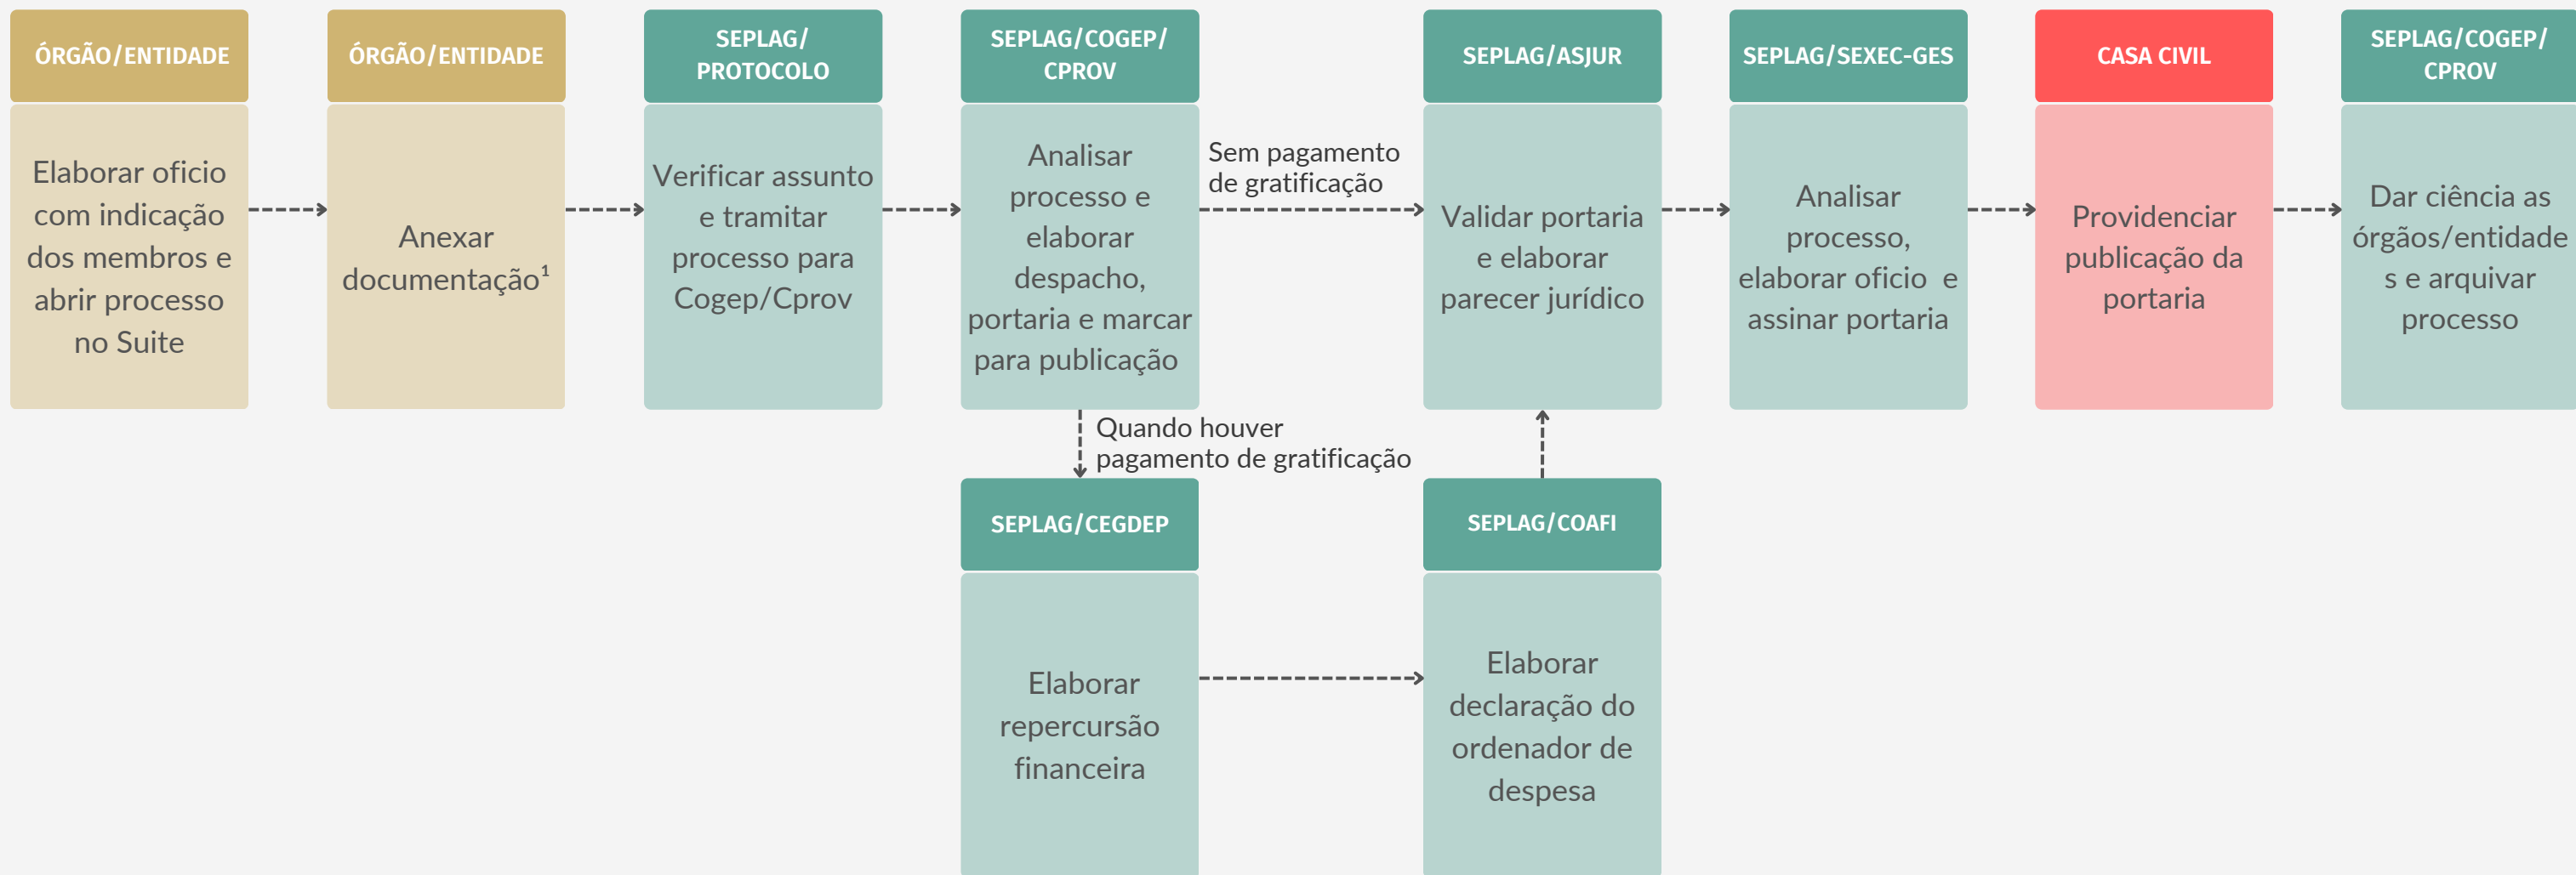 ÓRGÃO/ENTIDADE
Elaborar oficio
com indicação
dos membros e
abrir processo
no Suite
ÓRGÃO/ENTIDADE
Anexar
documentação¹
SEPLAG/
PROTOCOLO
Verificar assunto
e tramitar
processo para
Cogep/Cprov
SEPLAG/COGEP/
CPROV
Analisar
processo e
elaborar
despacho,
portaria e marcar
para publicação
Sem pagamento
de gratificação
Quando houver
pagamento de gratificação
SEPLAG/CEGDEP
Elaborar
repercursão
financeira
SEPLAG/COAFI
Elaborar
declaração do
ordenador de
despesa
SEPLAG/ASJUR
Validar portaria
e elaborar
parecer jurídico
SEPLAG/SEXEC-GES
Analisar
processo,
elaborar oficio  e
assinar portaria
CASA CIVIL
Providenciar
publicação da
portaria
SEPLAG/COGEP/
CPROV
Dar ciência as
órgãos/entidade
s e arquivar
processo